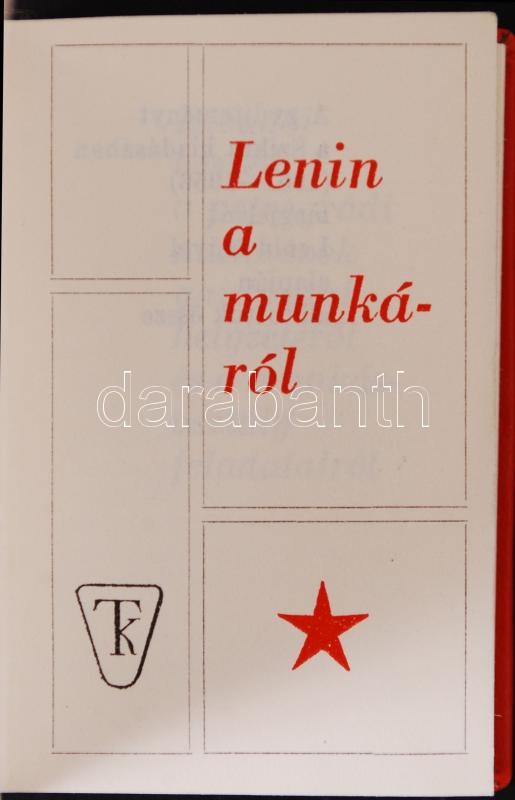 Lenin
a
munká-
ról
darabanth
TK